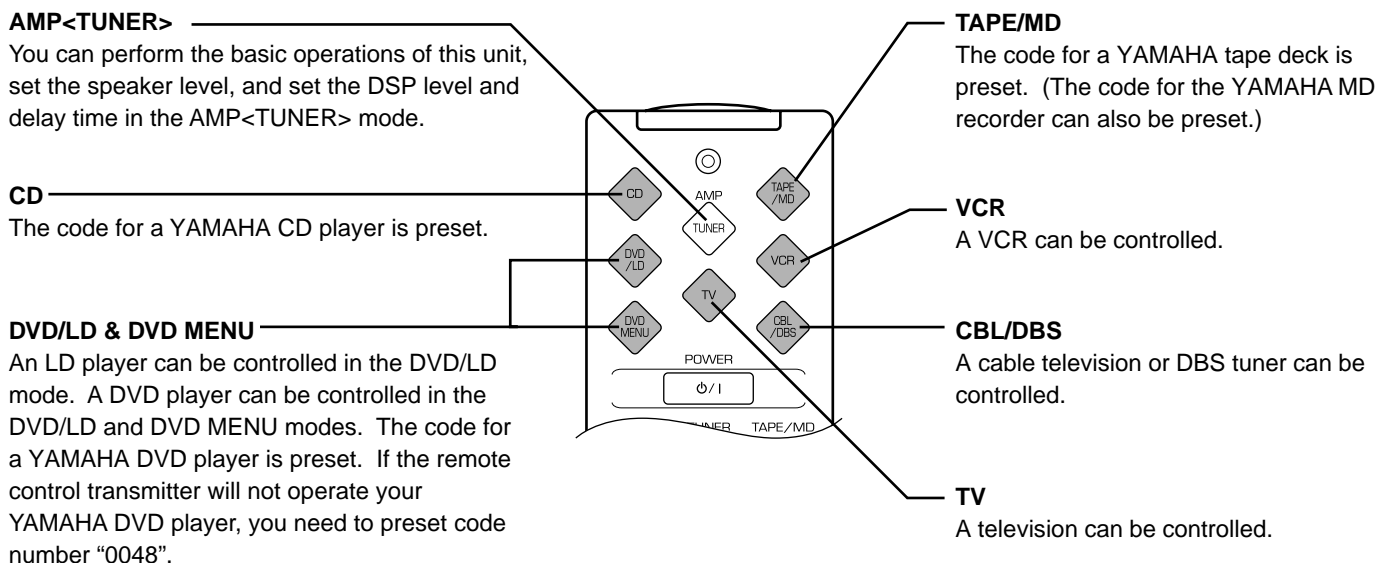 AMP<TUNER>
You can perform the basic operations of this unit,
set the speaker level, and set the DSP level and
delay time in the AMP<TUNER> mode.
CD
The code for a YAMAHA CD player is preset.
DVD/LD & DVD MENU
An LD player can be controlled in the DVD/LD
mode. A DVD player can be controlled in the
DVD/LD and DVD MENU modes. The code for
a YAMAHA DVD player is preset. If the remote
control transmitter will not operate your
YAMAHA DVD player, you need to preset code
number “0048”.
CD
AMP
TUNER
TAPE
/MD
DVD
/LD
VCR
TV
DVD
MENU
CBL
/DBS
POWER
⏻/I
TAPE/MD
TAPE/MD
The code for a YAMAHA tape deck is
preset. (The code for the YAMAHA MD
recorder can also be preset.)
VCR
A VCR can be controlled.
CBL/DBS
A cable television or DBS tuner can be
controlled.
TV
A television can be controlled.